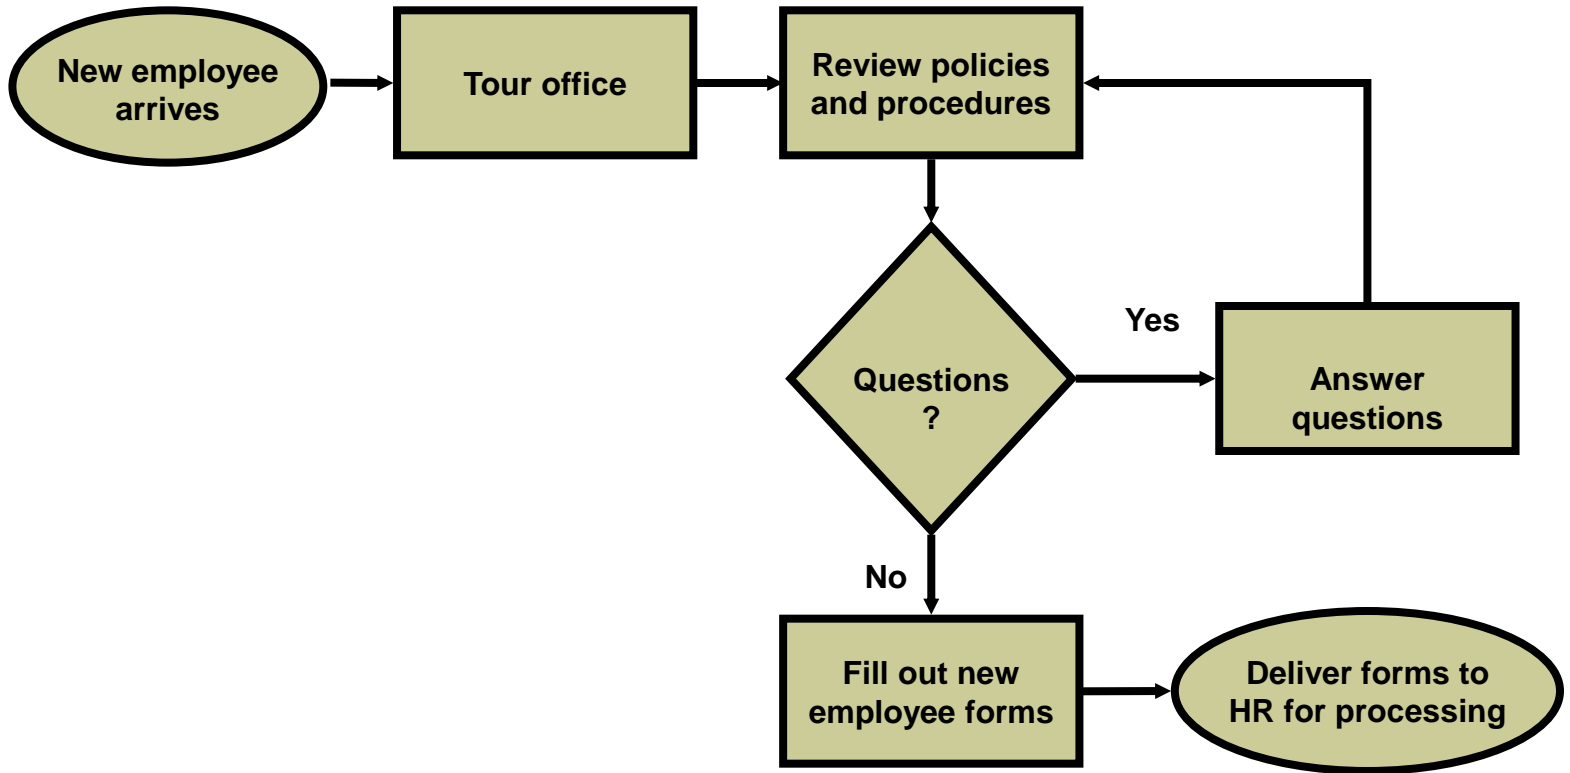 New employee
arrives
Tour office
Review policies
and procedures
Questions
?
Yes
Answer
questions
No
Fill out new
employee forms
Deliver forms to
HR for processing